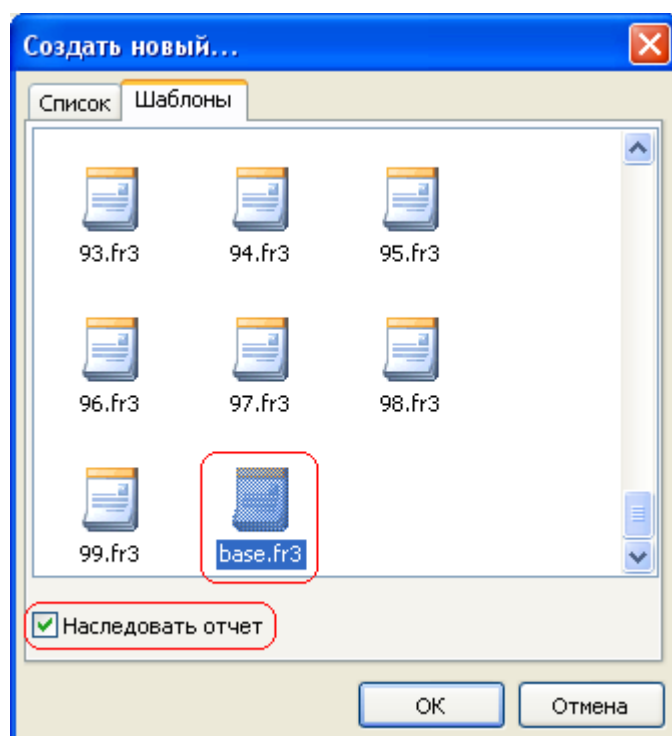 Создать новый...
Список Шаблоны
93.fr3 94.fr3 95.fr3
96.fr3 97.fr3 98.fr3
99.fr3 base.fr3
Наследовать отчет
ОК Отмена